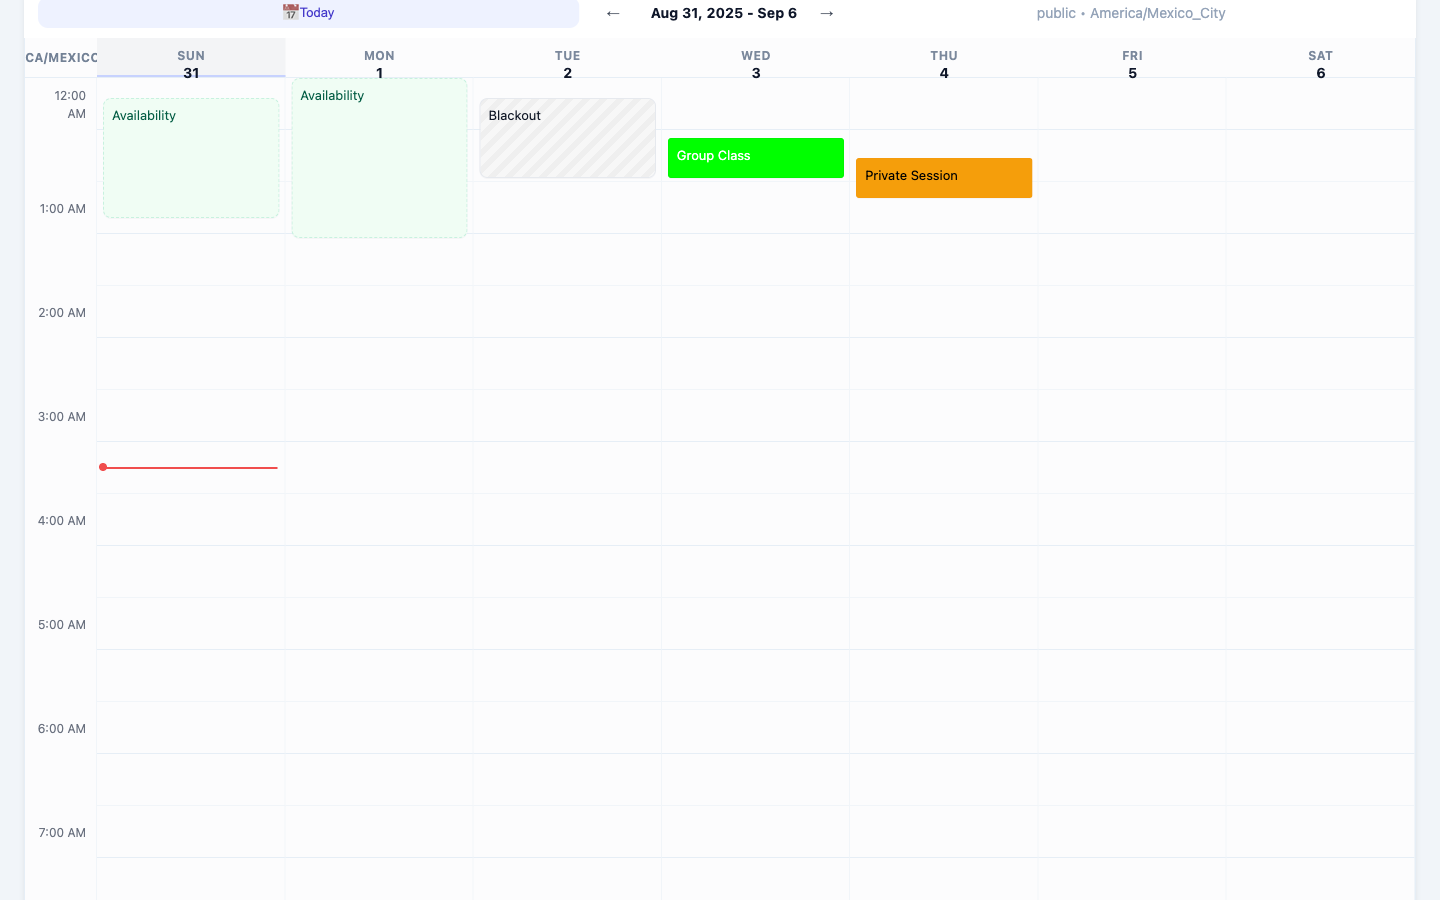 📅Today
← Aug 31, 2025 - Sep 6 →
public • America/Mexico_City
CA/MEXICO
SUN
31
MON
1
TUE
2
WED
3
THU
4
FRI
5
SAT
6
12:00
AM
1:00 AM
2:00 AM
3:00 AM
4:00 AM
5:00 AM
6:00 AM
7:00 AM
Availability
Availability
Blackout
Group Class
Private Session